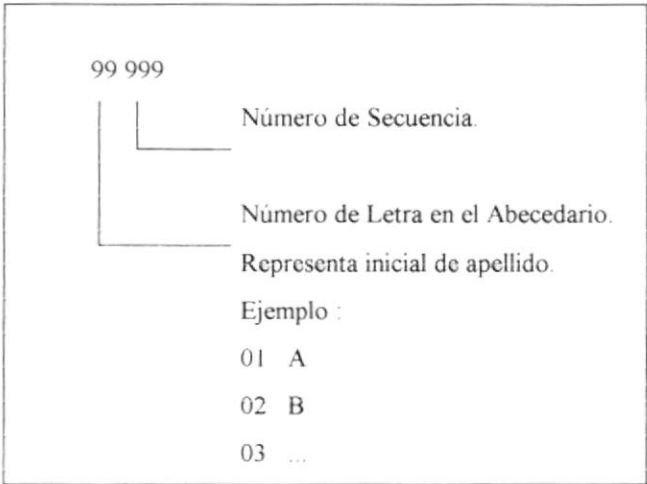 99 999
Número de Secuencia.
Número de Letra en el Abecedario.
Representa inicial de apellido.
Ejemplo :
01 A
02 B
03 ...